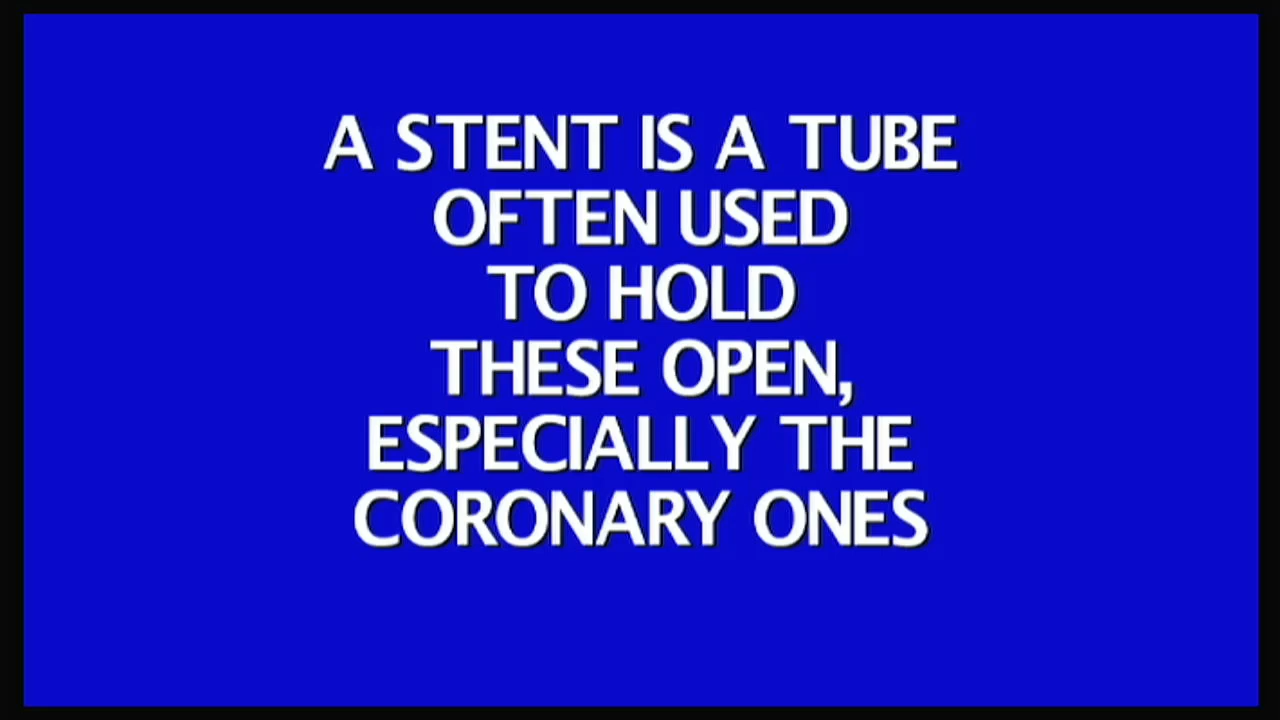 A STENT IS A TUBE
OFTEN USED
TO HOLD
THESE OPEN,
ESPECIALLY THE
CORONARY ONES